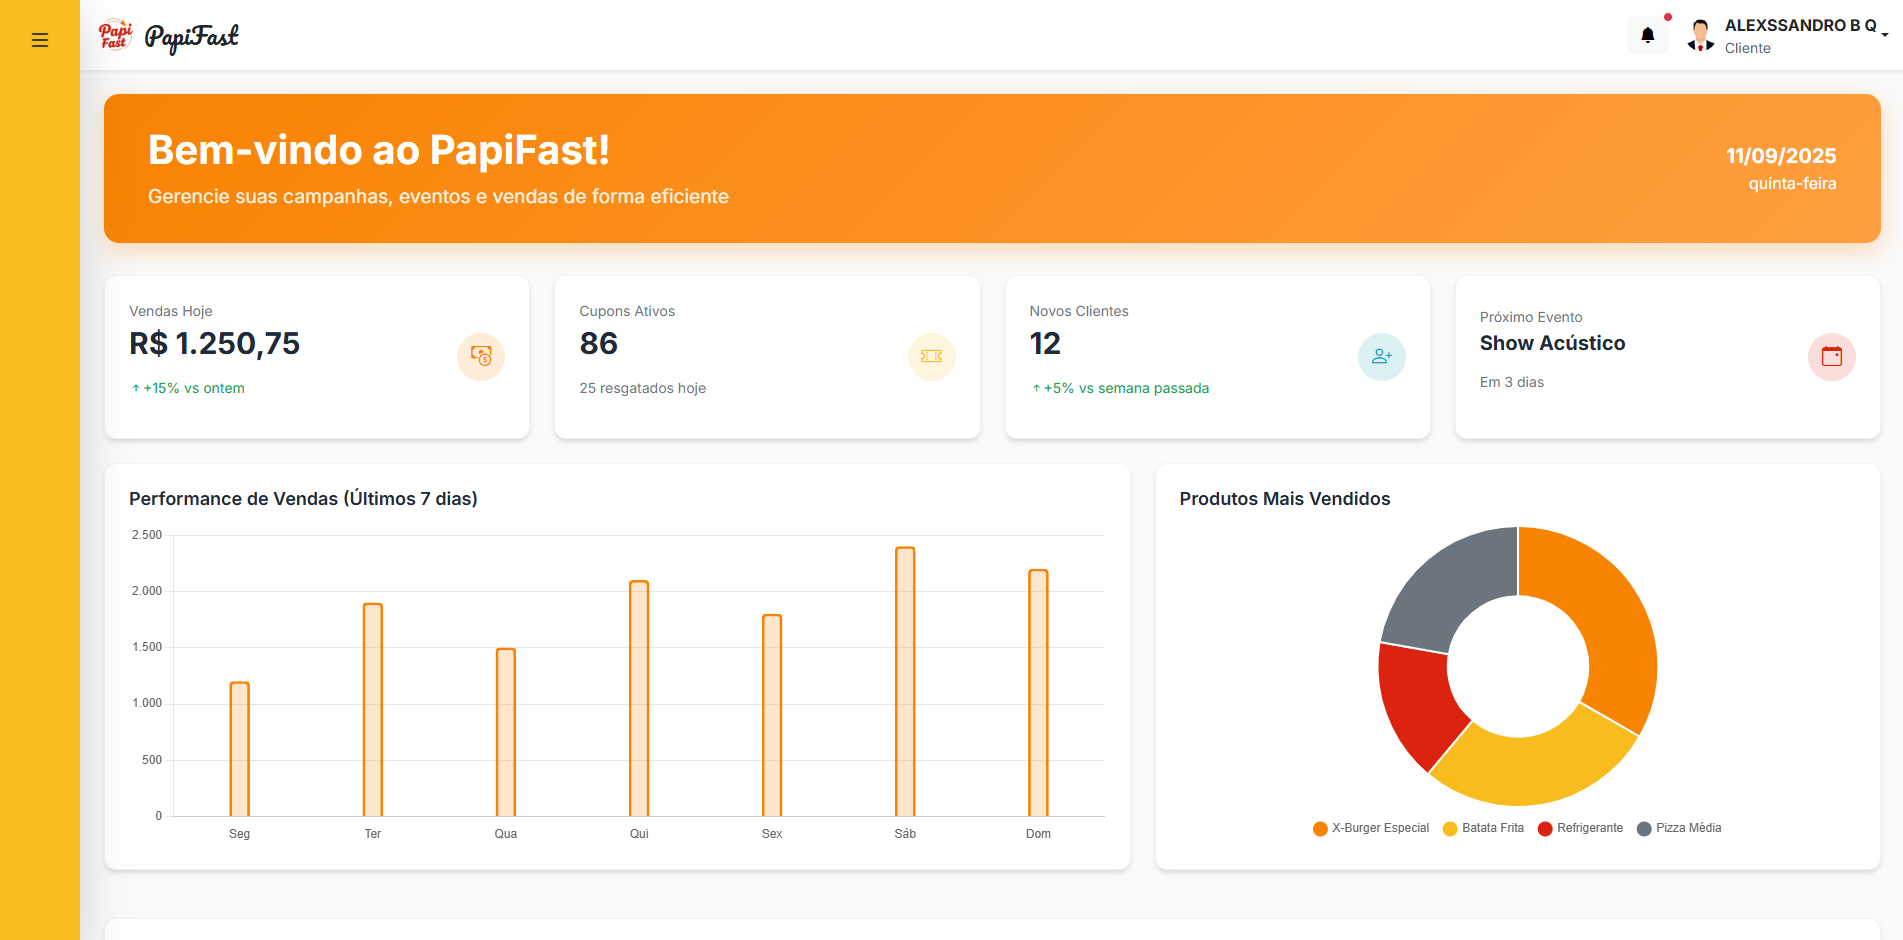 Papi
Fast
PapiFast
ALEXSSANDRO B Q
Cliente
Bem-vindo ao PapiFast!
Gerencie suas campanhas, eventos e vendas de forma eficiente
11/09/2025
quinta-feira
Vendas Hoje
R$ 1.250,75
+15% vs ontem
Cupons Ativos
86
25 resgatados hoje
Novos Clientes
12
+5% vs semana passada
Próximo Evento
Show Acústico
Em 3 dias
Performance de Vendas (Últimos 7 dias)
2.500
2.000
1.500
1.000
500
0
Seg Ter Qua Qui Sex Sáb Dom
Produtos Mais Vendidos
X-Burger Especial Batata Frita Refrigerante Pizza Média